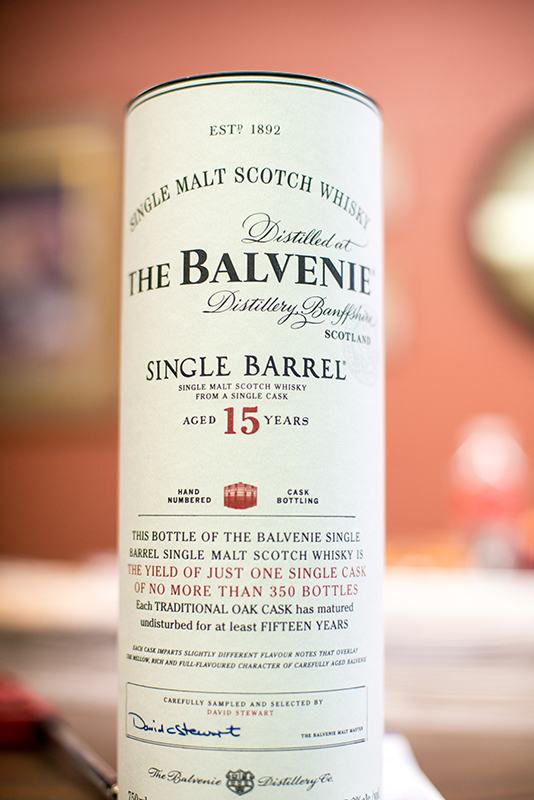 ESTD 1892
SINGLE MALT SCOTCH WHISKY
Distilled at
THE BALVENIE®
Distillery, Banffshire
SCOTLAND
SINGLE BARREL®
SINGLE MALT SCOTCH WHISKY
FROM A SINGLE CASK
AGED 15 YEARS
HAND NUMBERED CASK BOTTLING
THIS BOTTLE OF THE BALVENIE SINGLE
BARREL SINGLE MALT SCOTCH WHISKY IS
THE YIELD OF JUST ONE SINGLE CASK
OF NO MORE THAN 350 BOTTLES
Each TRADITIONAL OAK CASK has matured
undisturbed for at least FIFTEEN YEARS
EACH CASK IMPARTS SLIGHTLY DIFFERENT FLAVOUR NOTES THAT OVERLAY
THE MELLOW, RICH AND FULL-FLAVOURED CHARACTER OF CAREFULLY AGED BALVENIE
CAREFULLY SAMPLED AND SELECTED BY
DAVID STEWART
David C Stewart THE BALVENIE MALT MASTER
The Balvenie Distillery Co.